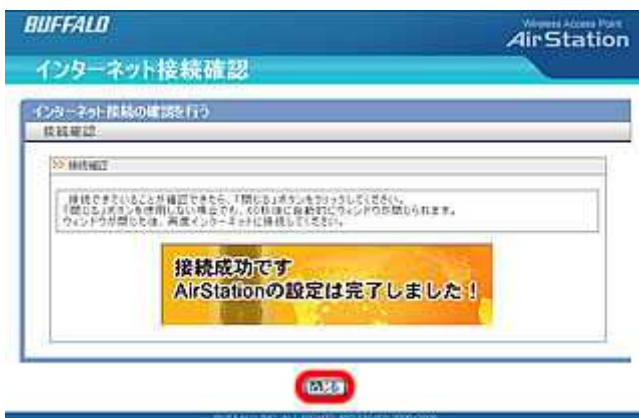 BUFFALO
Wireless Access Point
AirStation
インターネット接続確認
インターネット接続の確認を行う
接続確認
>> 接続確認
接続できていることが確認できたら、「閉じる」ボタンをクリックしてください。
「閉じる」ボタンを使用しない場合でも、60秒後に自動的にウィンドウが閉じられます。
ウィンドウが閉じた後は、再度インターネットに接続してください。
接続成功です
AirStationの設定は完了しました！
閉じる